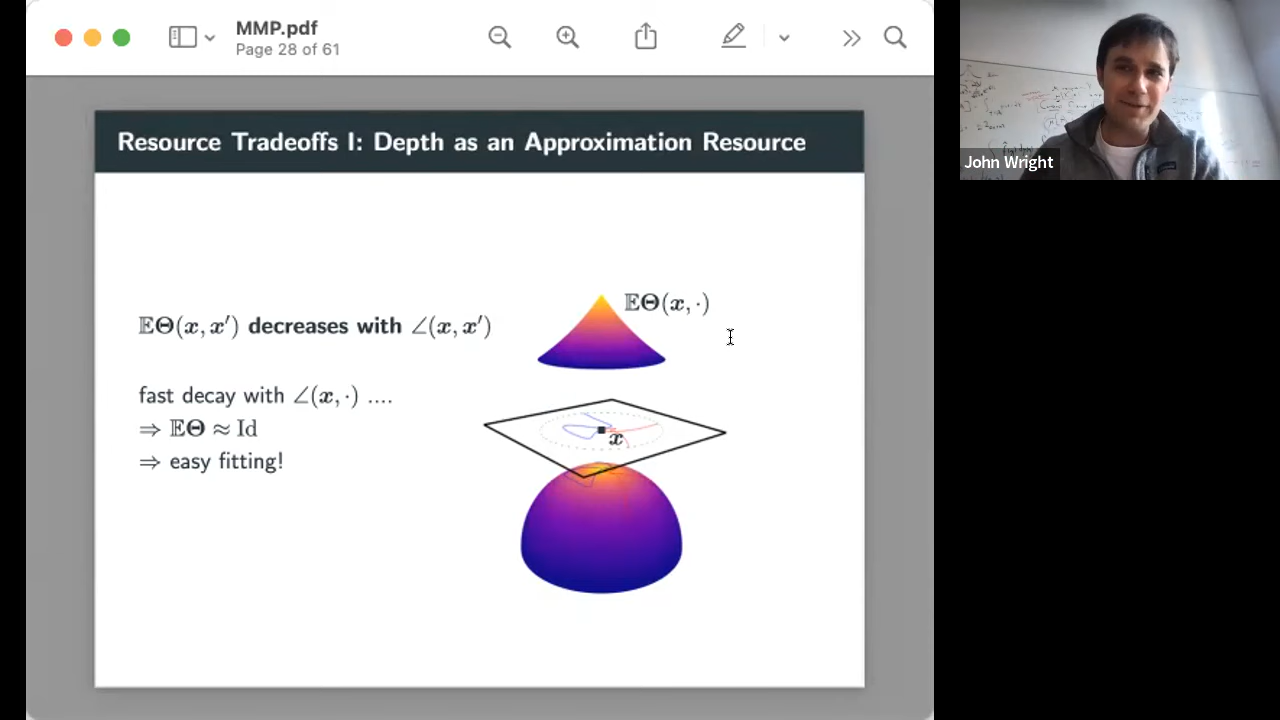 MMP.pdf
Page 28 of 61
Resource Tradeoffs I: Depth as an Approximation Resource
𝔼Θ(x, ·)
𝔼Θ(x, x′) decreases with ∠(x, x′)
fast decay with ∠(x, ·) ....
⇒ 𝔼Θ ≈ Id
x
⇒ easy fitting!
John Wright